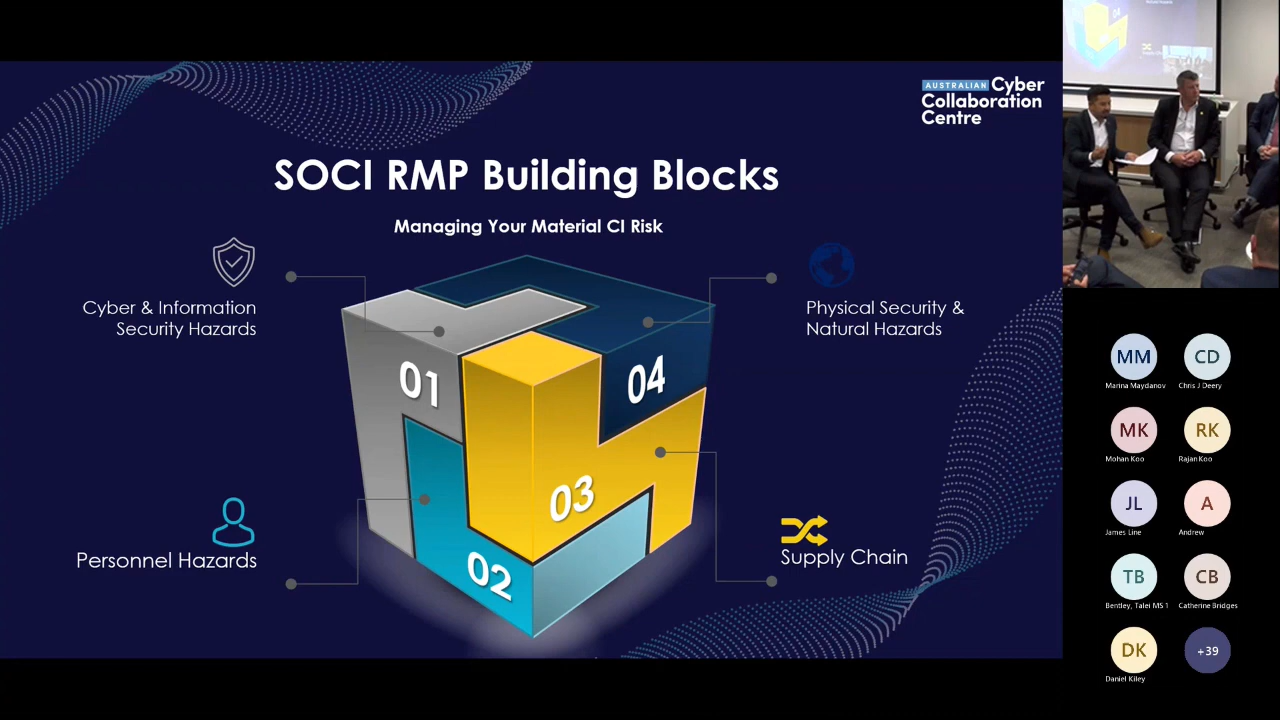 AUSTRALIAN Cyber
Collaboration
Centre
SOCI RMP Building Blocks
Managing Your Material CI Risk
Cyber & Information
Security Hazards
Physical Security &
Natural Hazards
01
04
03
02
Personnel Hazards
Supply Chain
04
MM
CD
Marina Maydanov
Chris J Deery
MK
RK
Mohan Koo
Rajan Koo
JL
A
James Line
Andrew
TB
CB
Bentley, Talei MS 1
Catherine Bridges
DK
+39
Daniel Kiley